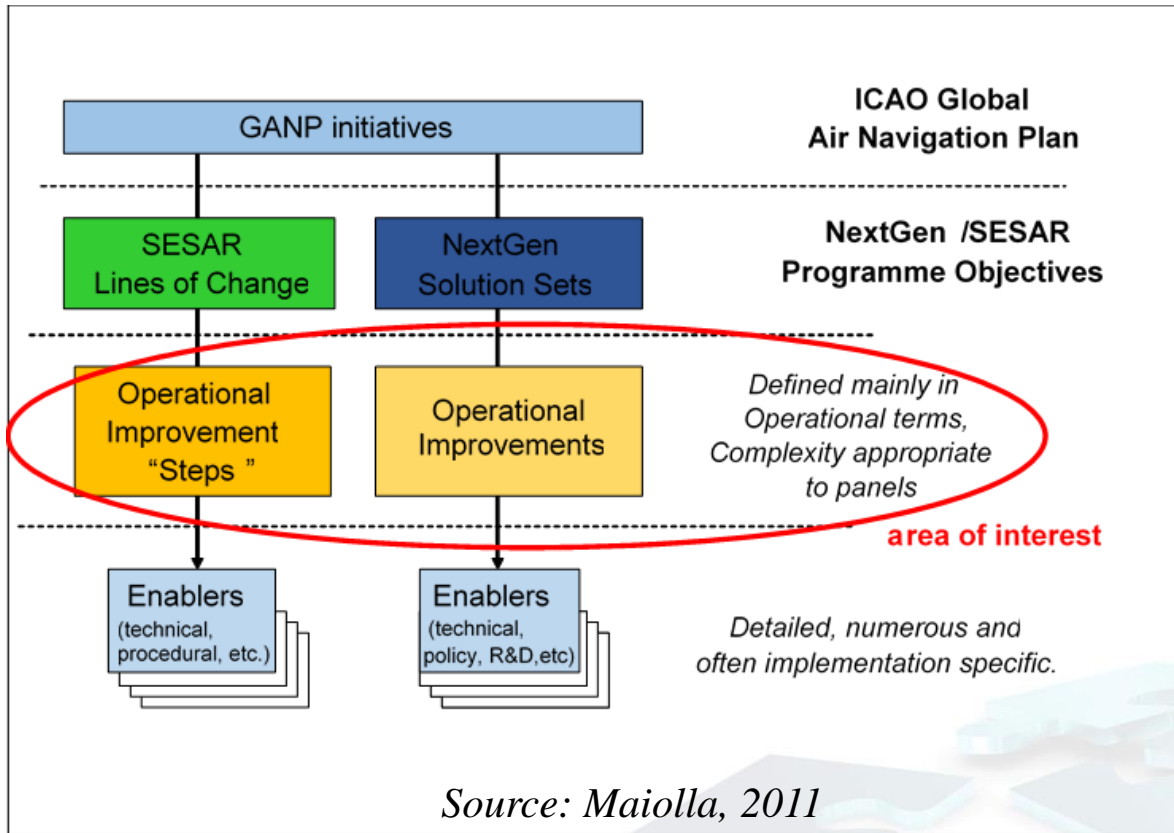 GANP initiatives
ICAO Global
Air Navigation Plan
SESAR
Lines of Change
NextGen
Solution Sets
NextGen /SESAR
Programme Objectives
Operational
Improvement
“Steps ”
Operational
Improvements
Defined mainly in
Operational terms,
Complexity appropriate
to panels
area of interest
Enablers
(technical,
procedural, etc.)
Enablers
(technical,
policy, R&D,etc)
Detailed, numerous and
often implementation specific.
Source: Maiolla, 2011